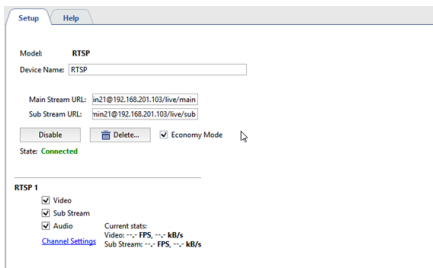 Setup Help
Model: RTSP
Device Name: RTSP
Main Stream URL: in21@192.168.201.103/live/main
Sub Stream URL: min21@192.168.201.103/live/sub
Disable Delete... Economy Mode
State: Connected
RTSP 1
Video
Sub Stream
Audio Current stats:
Video: --.- FPS, --.- kB/s
Channel Settings Sub Stream: --.- FPS, --.- kB/s